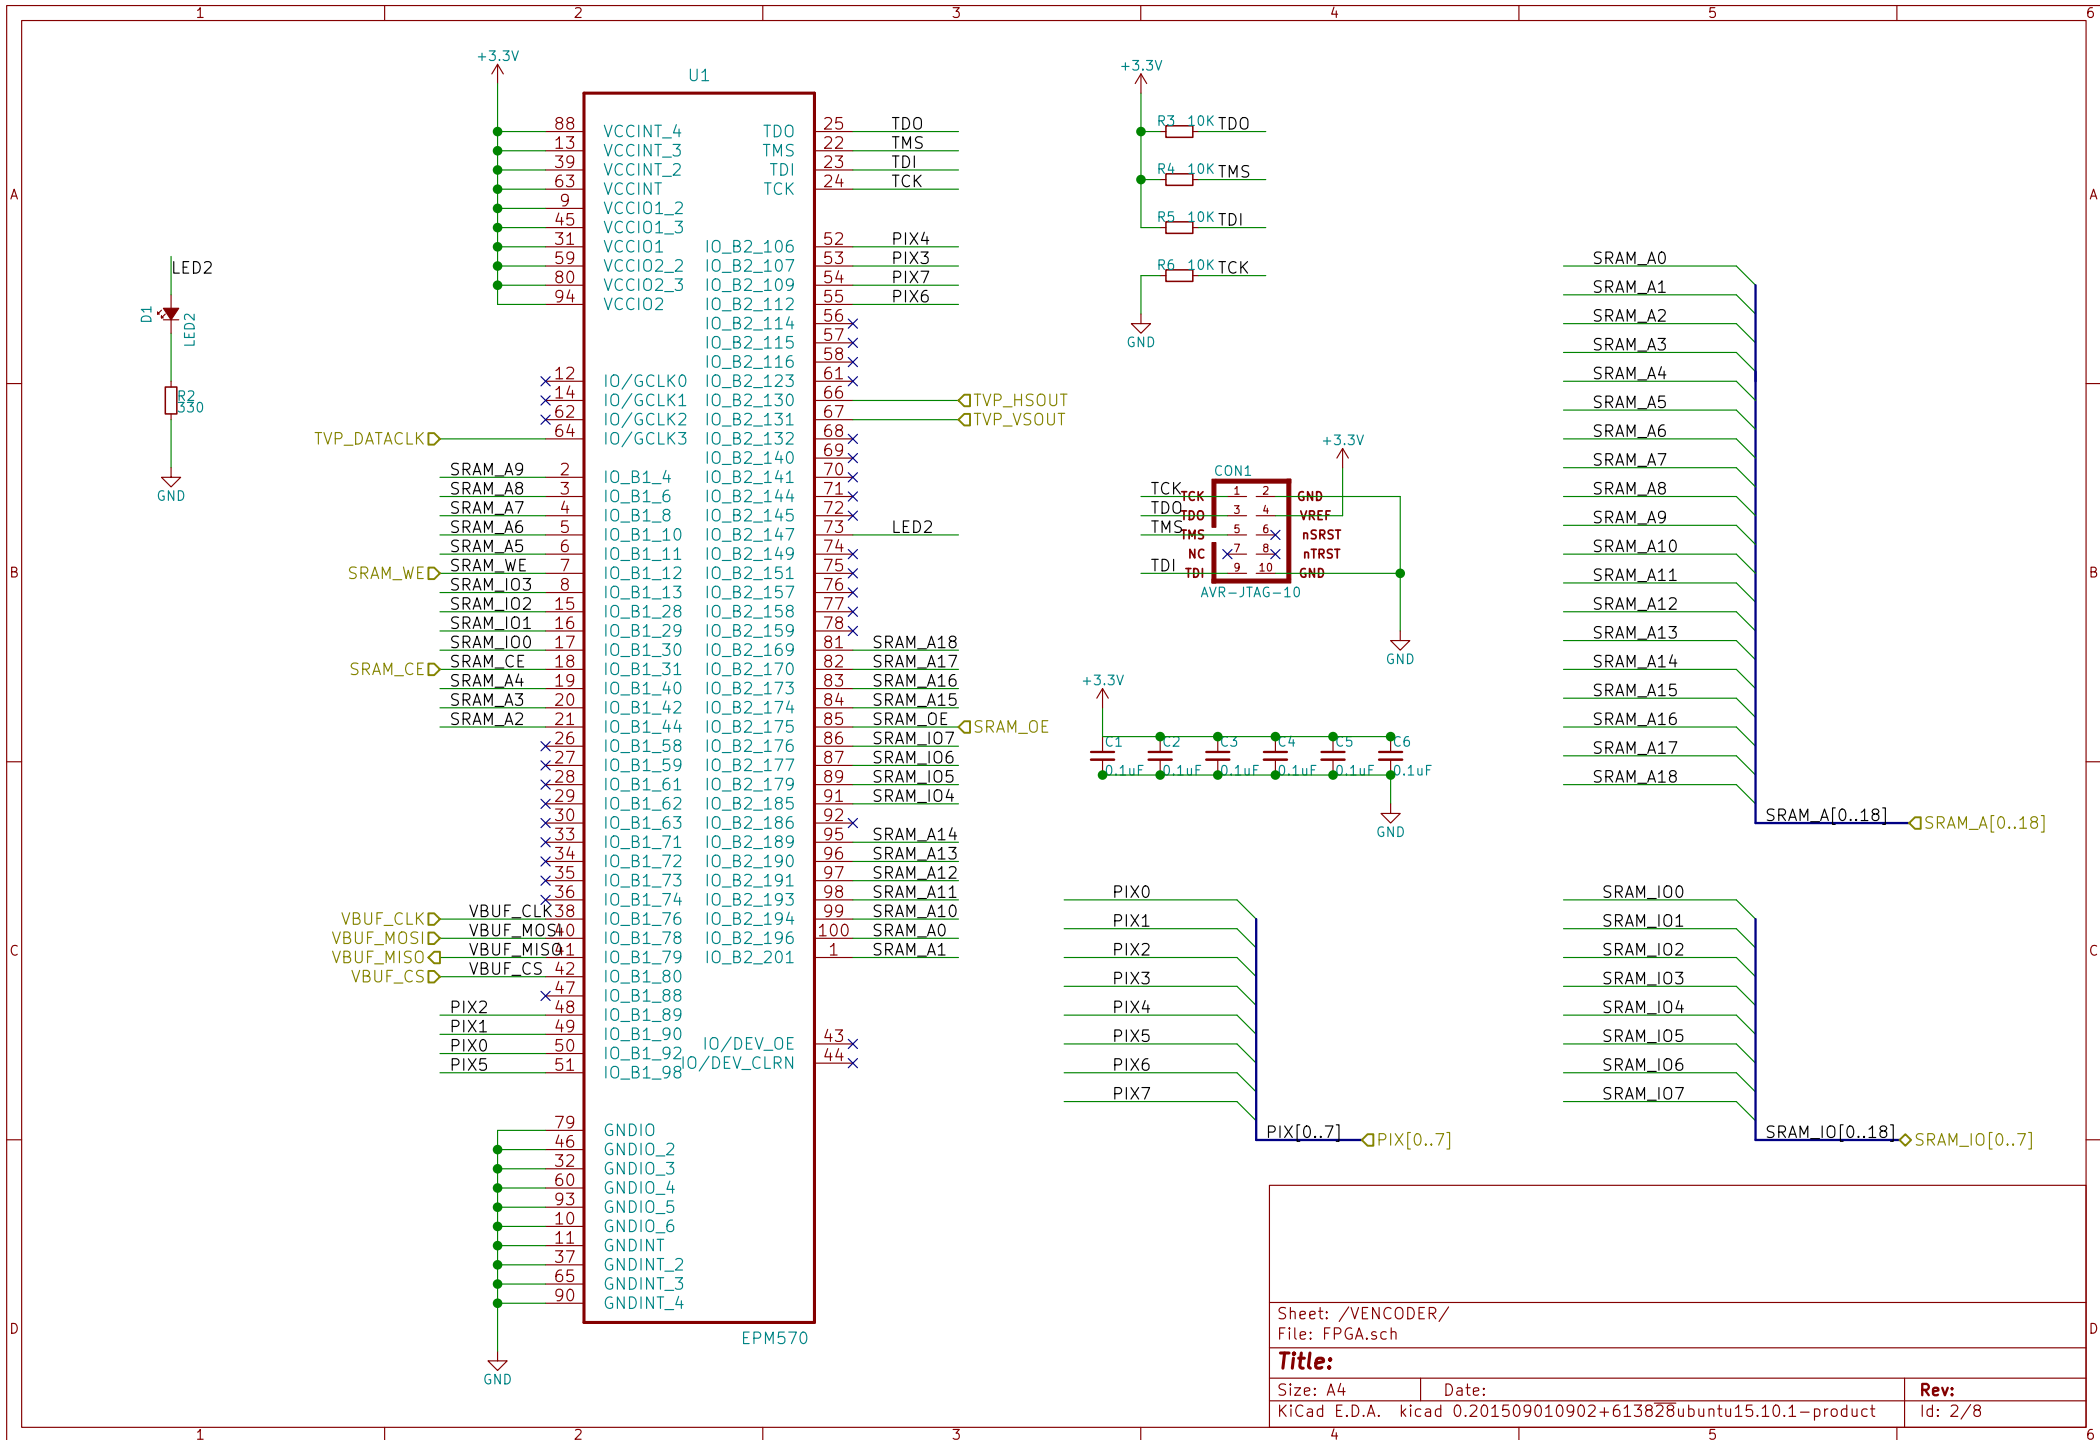 1 2 3 4 5 6
A
B
C
D
A
B
C
D
1 2 3 4 5 6
LED2
D1
LED2
R2
330
GND
+3.3V
U1
88 VCCINT_4
13 VCCINT_3
39 VCCINT_2
63 VCCINT
9 VCCIO1_2
45 VCCIO1_3
31 VCCIO1
59 VCCIO2_2
80 VCCIO2_3
94 VCCIO2
12 IO/GCLK0
14 IO/GCLK1
62 IO/GCLK2
TVP_DATACLK 64 IO/GCLK3
SRAM_A9 2 IO_B1_4
SRAM_A8 3 IO_B1_6
SRAM_A7 4 IO_B1_8
SRAM_A6 5 IO_B1_10
SRAM_A5 6 IO_B1_11
SRAM_WE SRAM_WE 7 IO_B1_12
SRAM_IO3 8 IO_B1_13
SRAM_IO2 15 IO_B1_28
SRAM_IO1 16 IO_B1_29
SRAM_IO0 17 IO_B1_30
SRAM_CE SRAM_CE 18 IO_B1_31
SRAM_A4 19 IO_B1_40
SRAM_A3 20 IO_B1_42
SRAM_A2 21 IO_B1_44
26 IO_B1_58
27 IO_B1_59
28 IO_B1_61
29 IO_B1_62
30 IO_B1_63
33 IO_B1_71
34 IO_B1_72
35 IO_B1_73
36 IO_B1_74
VBUF_CLK VBUF_CLK 38 IO_B1_76
VBUF_MOSI VBUF_MOSI 40 IO_B1_78
VBUF_MISO VBUF_MISO 41 IO_B1_79
VBUF_CS VBUF_CS 42 IO_B1_80
47 IO_B1_88
PIX2 48 IO_B1_89
PIX1 49 IO_B1_90
PIX0 50 IO_B1_92
PIX5 51 IO_B1_98
79 GNDIO
46 GNDIO_2
32 GNDIO_3
60 GNDIO_4
93 GNDIO_5
10 GNDIO_6
11 GNDINT
37 GNDINT_2
65 GNDINT_3
90 GNDINT_4
GND
TDO 25 TDO
TMS 22 TMS
TDI 23 TDI
TCK 24 TCK
IO_B2_106 52 PIX4
IO_B2_107 53 PIX3
IO_B2_109 54 PIX7
IO_B2_112 55 PIX6
IO_B2_114 56
IO_B2_115 57
IO_B2_116 58
IO_B2_123 61
IO_B2_130 66 TVP_HSOUT
IO_B2_131 67 TVP_VSOUT
IO_B2_132 68
IO_B2_140 69
IO_B2_141 70
IO_B2_144 71
IO_B2_145 72
IO_B2_147 73 LED2
IO_B2_149 74
IO_B2_151 75
IO_B2_157 76
IO_B2_158 77
IO_B2_159 78
IO_B2_169 81 SRAM_A18
IO_B2_170 82 SRAM_A17
IO_B2_173 83 SRAM_A16
IO_B2_174 84 SRAM_A15
IO_B2_175 85 SRAM_OE SRAM_OE
IO_B2_176 86 SRAM_IO7
IO_B2_177 87 SRAM_IO6
IO_B2_179 89 SRAM_IO5
IO_B2_185 91 SRAM_IO4
IO_B2_186 92
IO_B2_189 95 SRAM_A14
IO_B2_190 96 SRAM_A13
IO_B2_191 97 SRAM_A12
IO_B2_193 98 SRAM_A11
IO_B2_194 99 SRAM_A10
IO_B2_196 100 SRAM_A0
IO_B2_201 1 SRAM_A1
IO/DEV_OE 43
IO/DEV_CLRN 44
EPM570
+3.3V
R3 10K TDO
R4 10K TMS
R5 10K TDI
R6 10K TCK
GND
+3.3V
CON1
TCK TCK 1 2 GND
TDO TDO 3 4 VREF
TMS TMS 5 6 nSRST
NC 7 8 nTRST
TDI TDI 9 10 GND
AVR-JTAG-10
GND
+3.3V
C1 C2 C3 C4 C5 C6
0.1uF 0.1uF 0.1uF 0.1uF 0.1uF 0.1uF
GND
PIX0
PIX1
PIX2
PIX3
PIX4
PIX5
PIX6
PIX7
PIX[0..7] PIX[0..7]
SRAM_A0
SRAM_A1
SRAM_A2
SRAM_A3
SRAM_A4
SRAM_A5
SRAM_A6
SRAM_A7
SRAM_A8
SRAM_A9
SRAM_A10
SRAM_A11
SRAM_A12
SRAM_A13
SRAM_A14
SRAM_A15
SRAM_A16
SRAM_A17
SRAM_A18
SRAM_A[0..18] SRAM_A[0..18]
SRAM_IO0
SRAM_IO1
SRAM_IO2
SRAM_IO3
SRAM_IO4
SRAM_IO5
SRAM_IO6
SRAM_IO7
SRAM_IO[0..18] SRAM_IO[0..7]
Sheet: /VENCODER/
File: FPGA.sch
Title:
Size: A4 Date: Rev:
KiCad E.D.A. kicad 0.201509010902+613828ubuntu15.10.1-product Id: 2/8